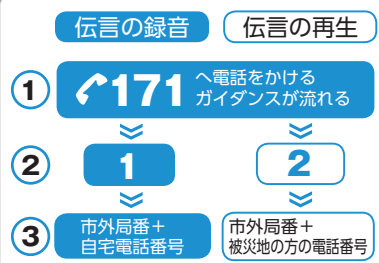 伝言の録音 伝言の再生
① 171 へ電話をかける
ガイダンスが流れる
② 1 2
③ 市外局番+ 市外局番+
自宅電話番号 被災地の方の電話番号